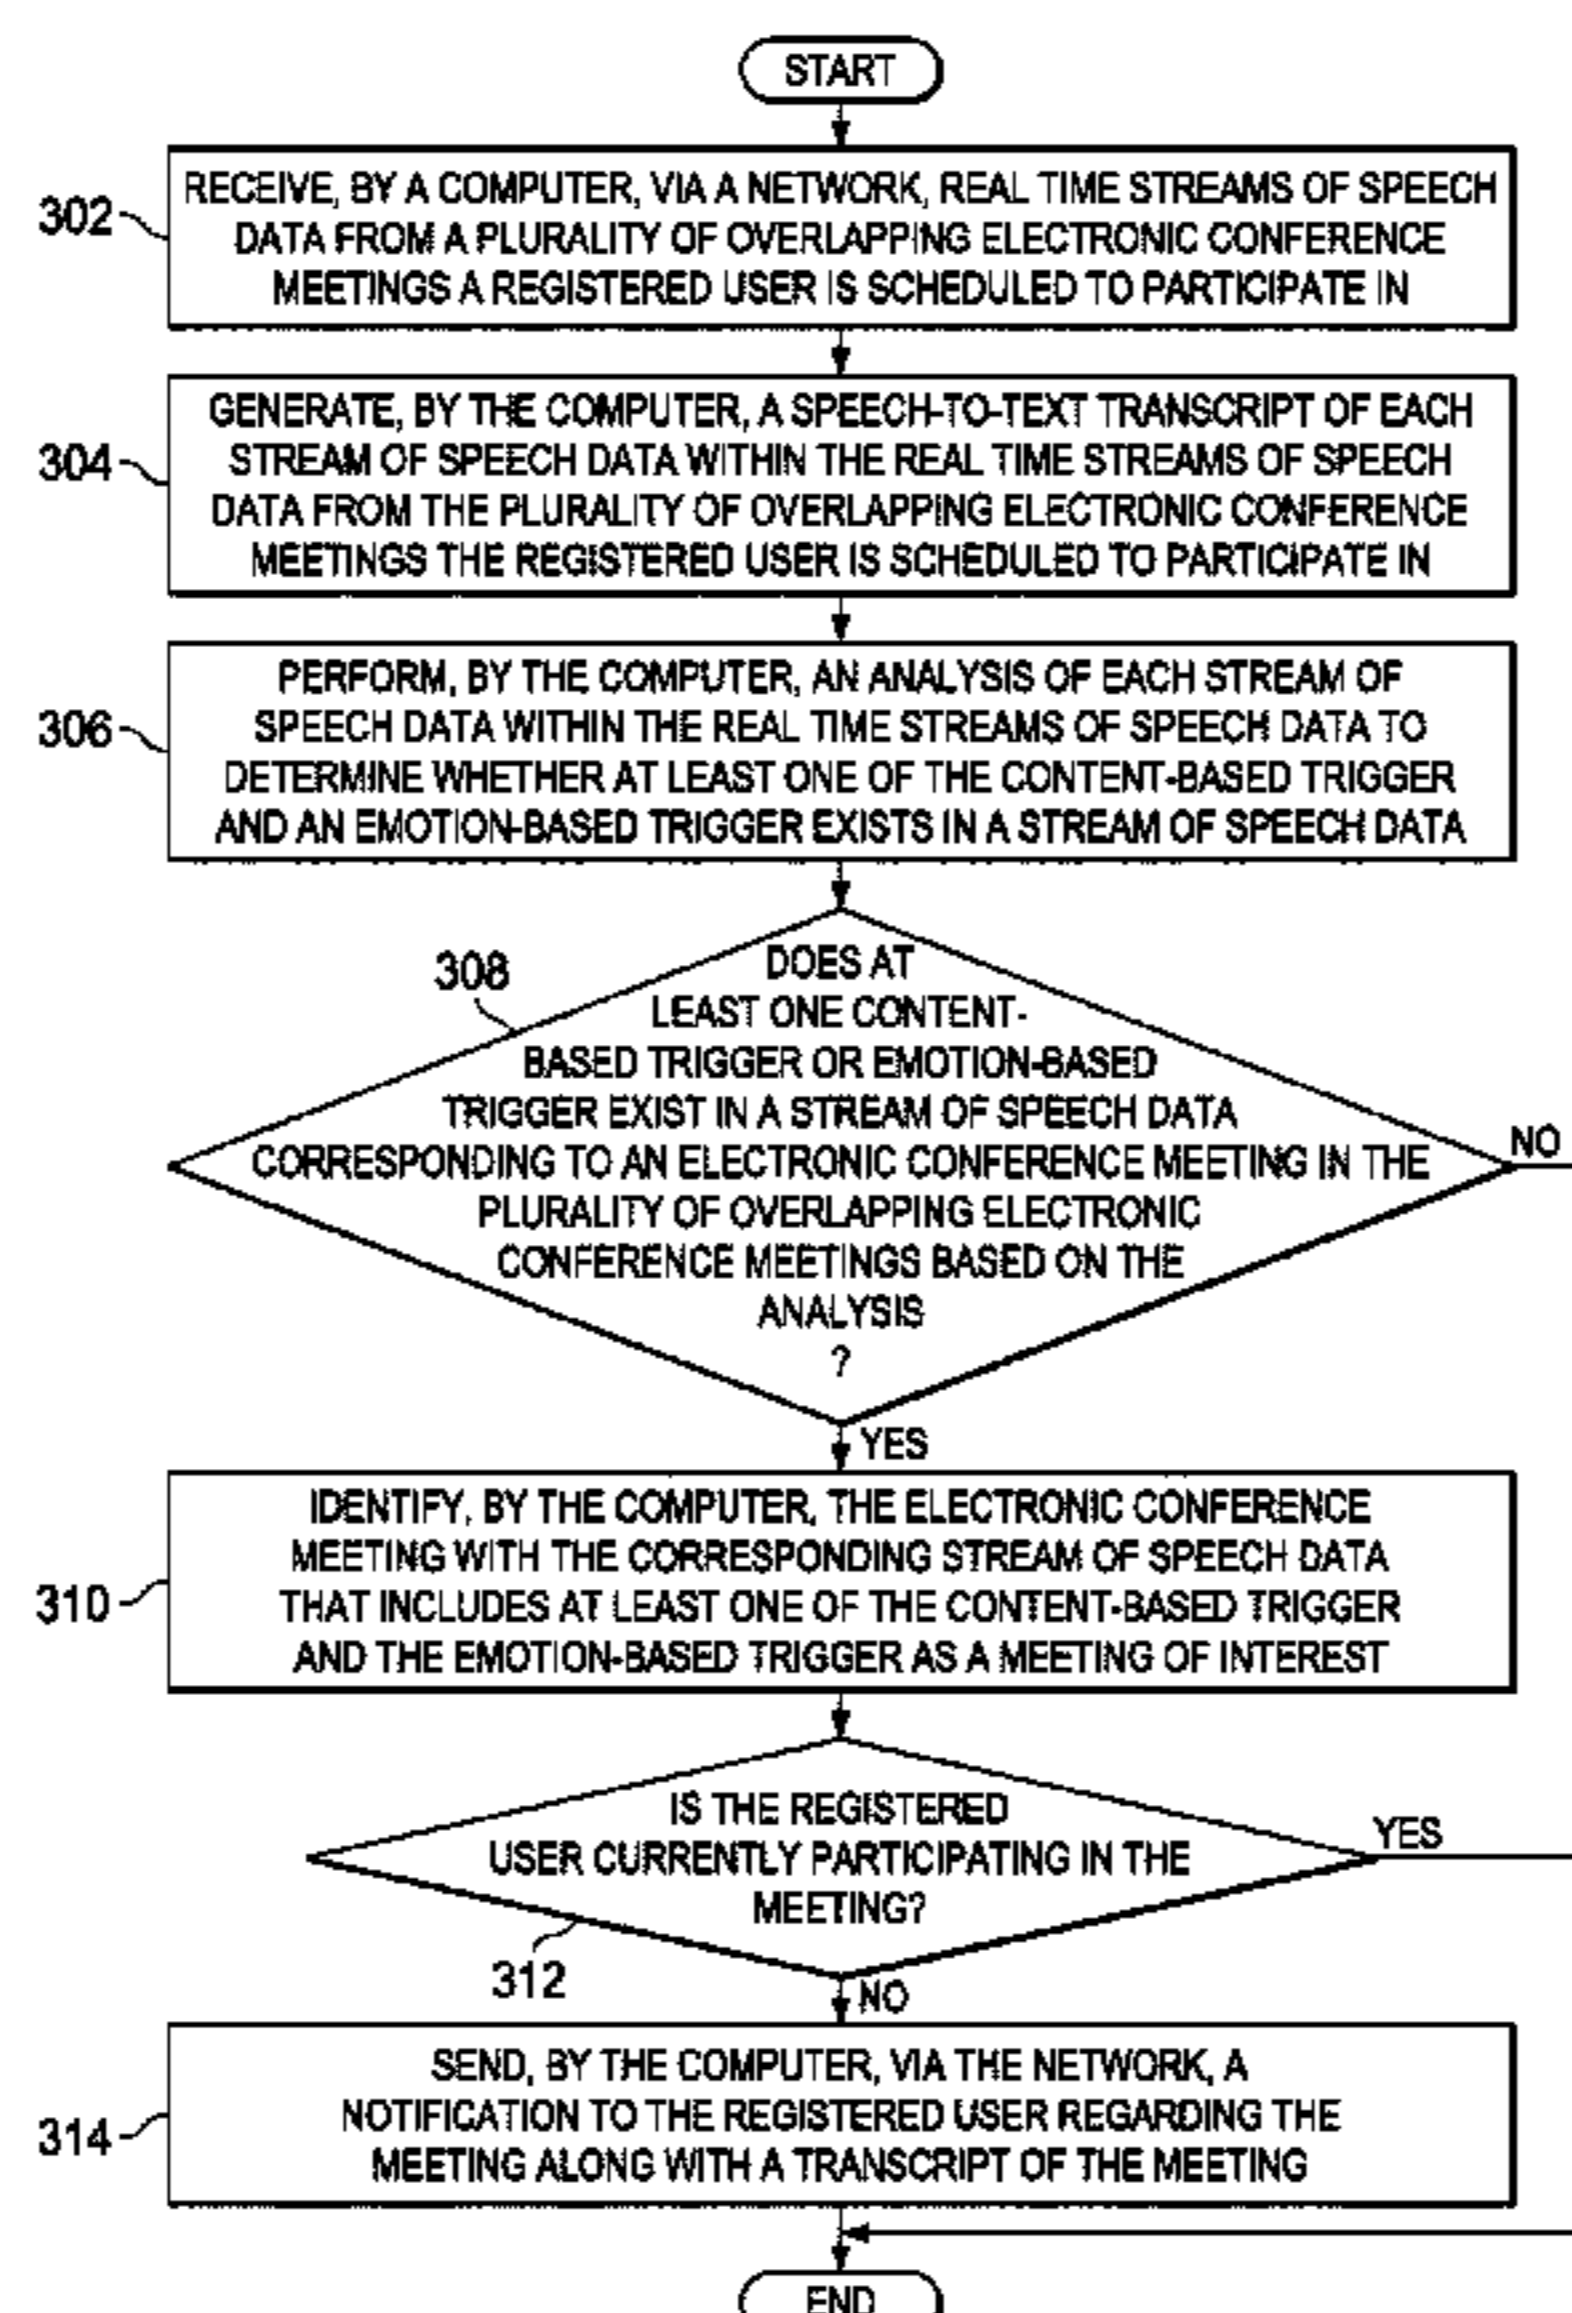 START
302
RECEIVE, BY A COMPUTER, VIA A NETWORK, REAL TIME STREAMS OF SPEECH
DATA FROM A PLURALITY OF OVERLAPPING ELECTRONIC CONFERENCE
MEETINGS A REGISTERED USER IS SCHEDULED TO PARTICIPATE IN
304
GENERATE, BY THE COMPUTER, A SPEECH-TO-TEXT TRANSCRIPT OF EACH
STREAM OF SPEECH DATA WITHIN THE REAL TIME STREAMS OF SPEECH
DATA FROM THE PLURALITY OF OVERLAPPING ELECTRONIC CONFERENCE
MEETINGS THE REGISTERED USER IS SCHEDULED TO PARTICIPATE IN
306
PERFORM, BY THE COMPUTER, AN ANALYSIS OF EACH STREAM OF
SPEECH DATA WITHIN THE REAL TIME STREAMS OF SPEECH DATA TO
DETERMINE WHETHER AT LEAST ONE OF THE CONTENT-BASED TRIGGER
AND AN EMOTION-BASED TRIGGER EXISTS IN A STREAM OF SPEECH DATA
308
DOES AT
LEAST ONE CONTENT-
BASED TRIGGER OR EMOTION-BASED
TRIGGER EXIST IN A STREAM OF SPEECH DATA
CORRESPONDING TO AN ELECTRONIC CONFERENCE MEETING IN THE
PLURALITY OF OVERLAPPING ELECTRONIC
CONFERENCE MEETINGS BASED ON THE
ANALYSIS
?
NO
YES
310
IDENTIFY, BY THE COMPUTER, THE ELECTRONIC CONFERENCE
MEETING WITH THE CORRESPONDING STREAM OF SPEECH DATA
THAT INCLUDES AT LEAST ONE OF THE CONTENT-BASED TRIGGER
AND THE EMOTION-BASED TRIGGER AS A MEETING OF INTEREST
IS THE REGISTERED
USER CURRENTLY PARTICIPATING IN THE
MEETING?
YES
312
NO
314
SEND, BY THE COMPUTER, VIA THE NETWORK, A
NOTIFICATION TO THE REGISTERED USER REGARDING THE
MEETING ALONG WITH A TRANSCRIPT OF THE MEETING
END